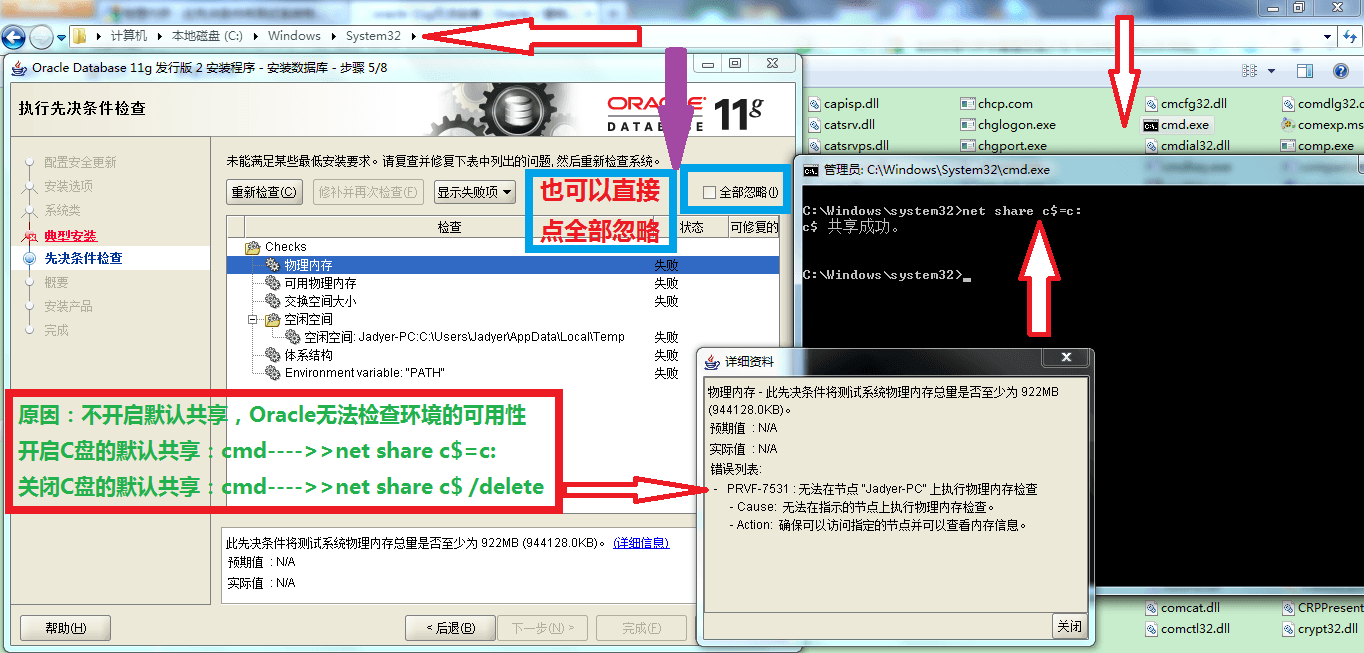 计算机 ▸ 本地磁盘 (C:) ▸ Windows ▸ System32 ▸
Oracle Database 11g 发行版 2 安装程序 - 安装数据库 - 步骤 5/8
执行先决条件检查
ORACLE 11g
DATABASE
配置安全更新
安装选项
系统类
典型安装
先决条件检查
概要
安装产品
完成
未能满足某些最低安装要求。请复查并修复下表中列出的问题, 然后重新检查系统。
重新检查(C)
修补并再次检查(F)
显示失败项
全部忽略(I)
也可以直接
点全部忽略
检查
状态
可修复的
Checks
物理内存 失败
可用物理内存 失败
交换空间大小 失败
空闲空间
空闲空间: Jadyer-PC:C:\Users\Jadyer\AppData\Local\Temp 失败
体系结构 失败
Environment variable: "PATH" 失败
原因：不开启默认共享，Oracle无法检查环境的可用性
开启C盘的默认共享：cmd---->>net share c$=c:
关闭C盘的默认共享：cmd---->>net share c$ /delete
此先决条件将测试系统物理内存总量是否至少为 922MB (944128.0KB)。 (详细信息)
预期值 : N/A
实际值 : N/A
帮助(H)
< 后退(B)
下一步(N) >
完成(F)
capisp.dll
catsrv.dll
catsrvps.dll
chcp.com
chglogon.exe
chgport.exe
cmcfg32.dll
cmd.exe
cmdial32.dll
comdlg32.d
comexp.ms
comp.exe
管理员: C:\Windows\System32\cmd.exe
C:\Windows\system32>net share c$=c:
c$ 共享成功。
C:\Windows\system32>_
详细资料
物理内存 - 此先决条件将测试系统物理内存总量是否至少为 922MB
(944128.0KB)。
预期值 : N/A
实际值 : N/A
错误列表:
- PRVF-7531 : 无法在节点 "Jadyer-PC" 上执行物理内存检查
- Cause: 无法在指示的节点上执行物理内存检查。
- Action: 确保可以访问指定的节点并可以查看内存信息。
关闭
comcat.dll
comctl32.dll
CRPPresent
crypt32.dll